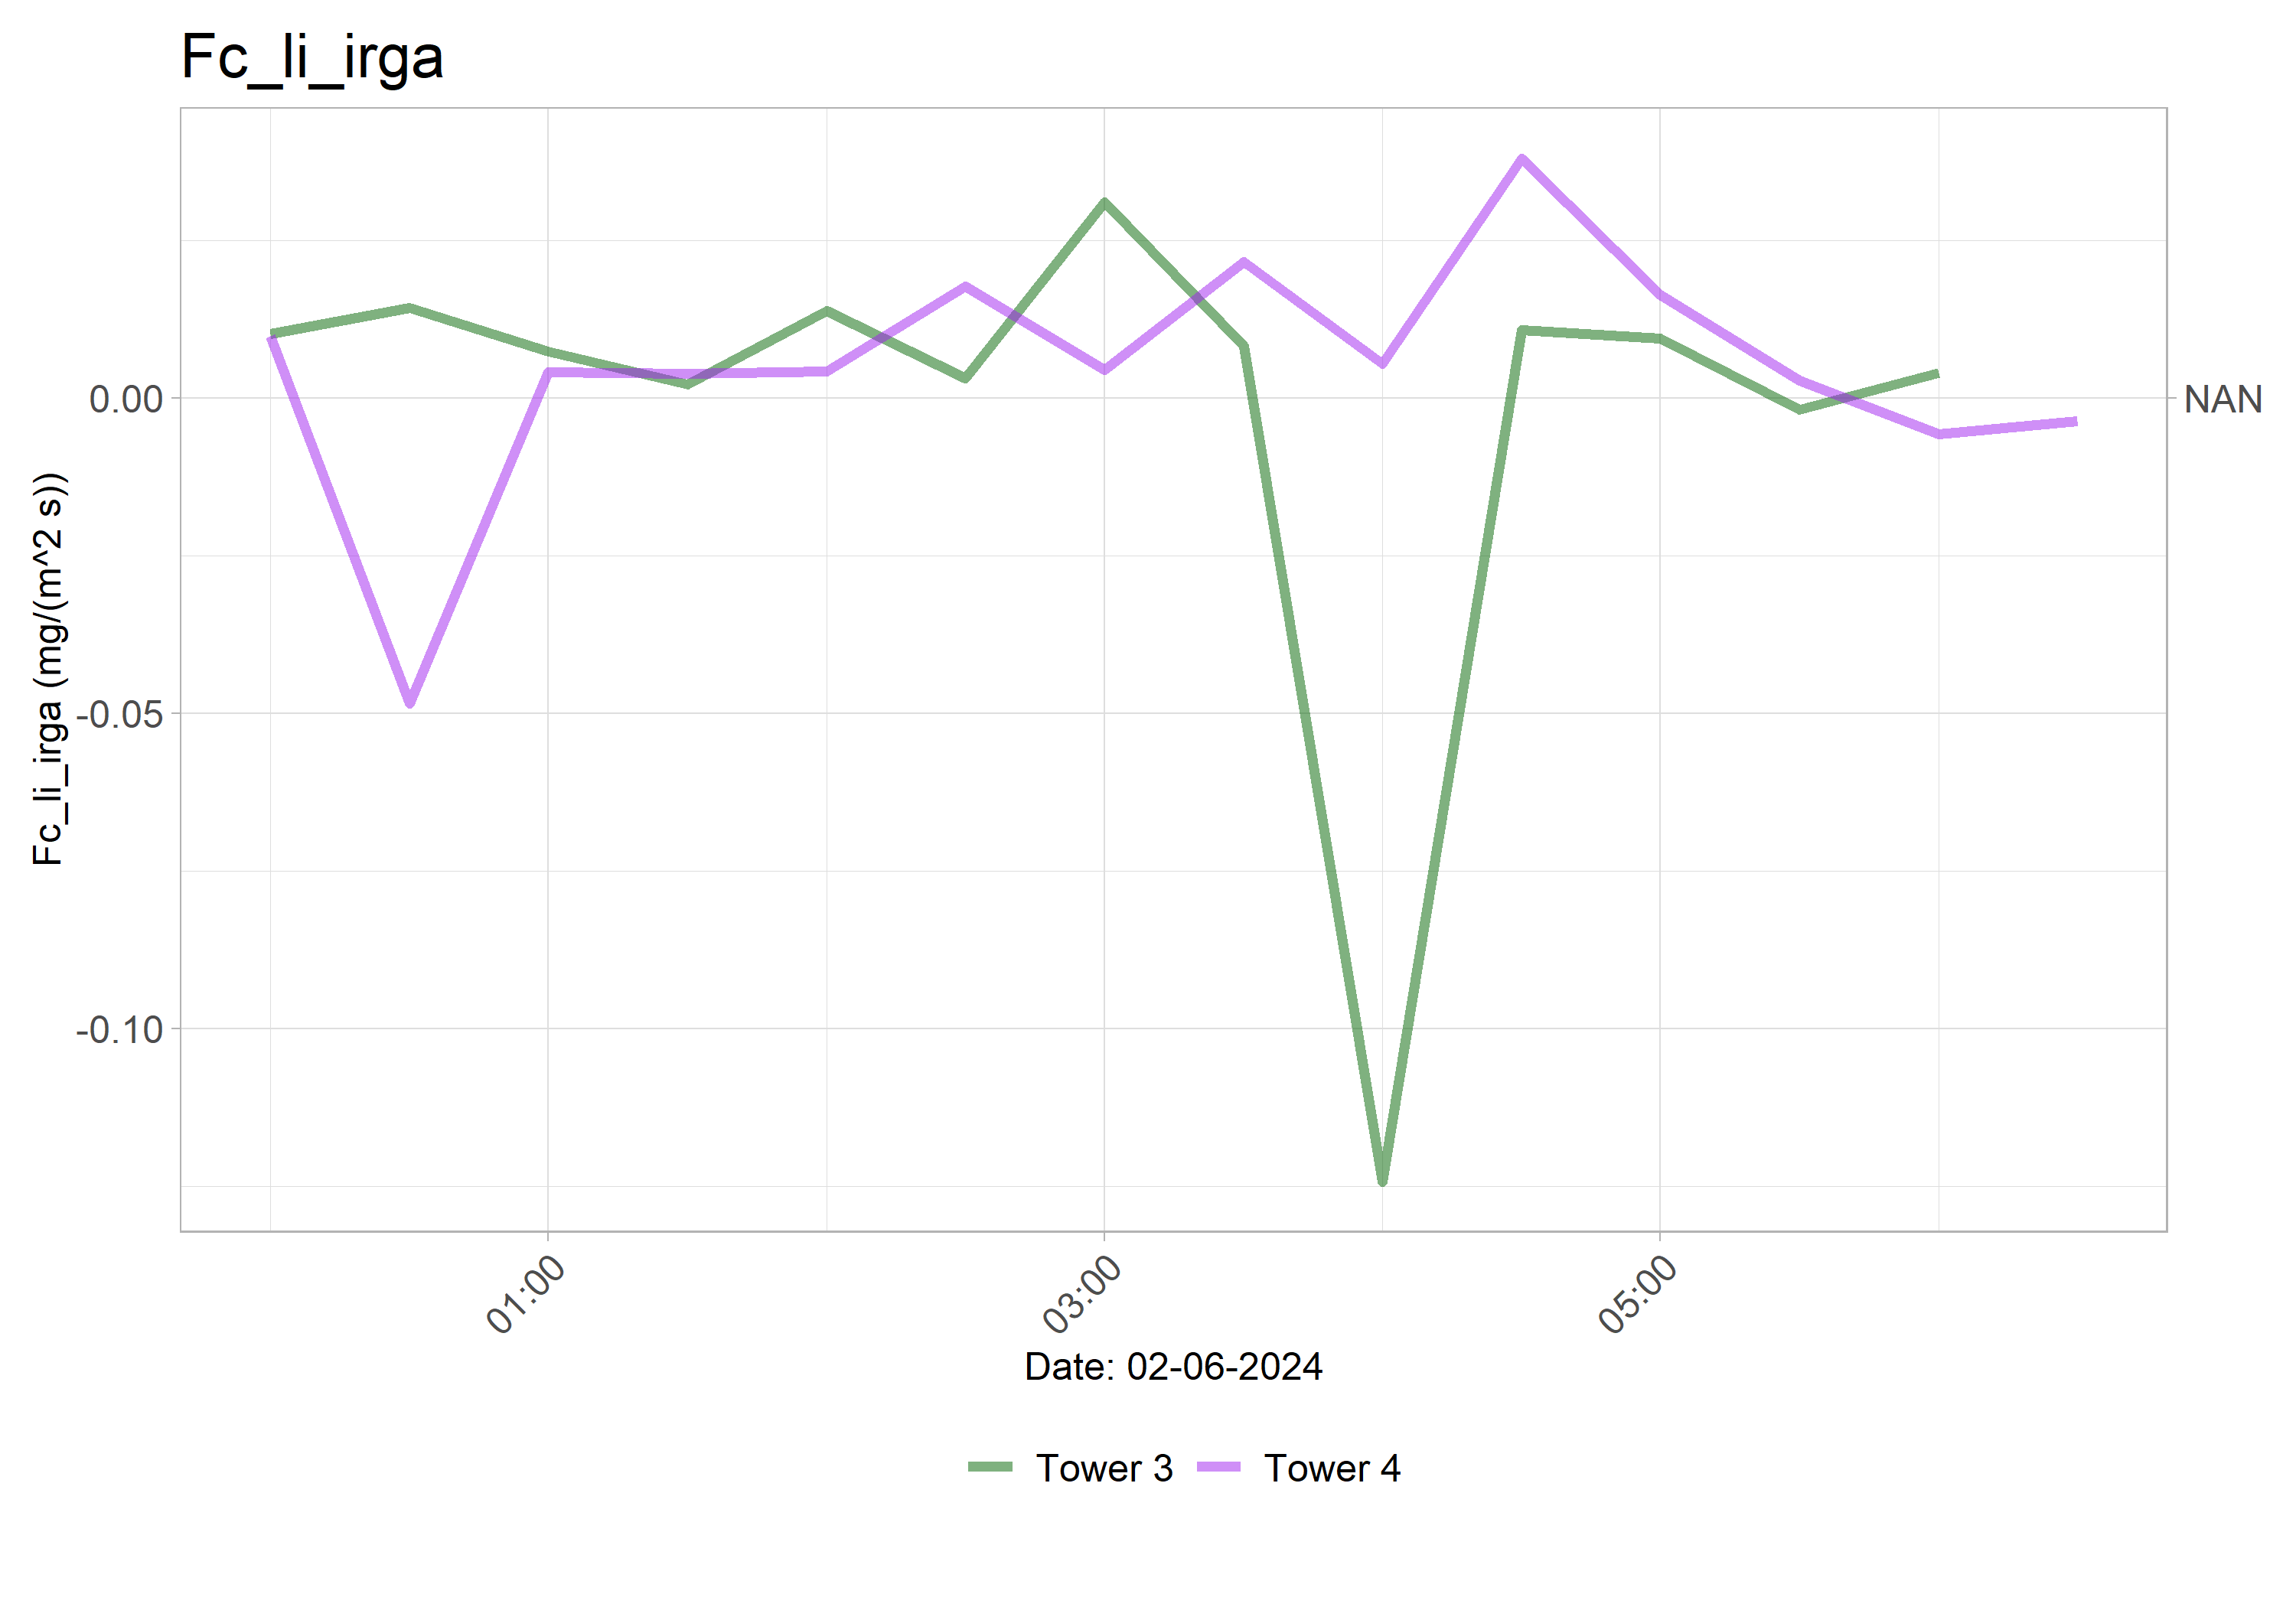 Fc_li_irga
Fc_li_irga (mg/(m^2 s))
0.00
-0.05
-0.10
NAN
01:00
03:00
05:00
Date: 02-06-2024
Tower 3
Tower 4